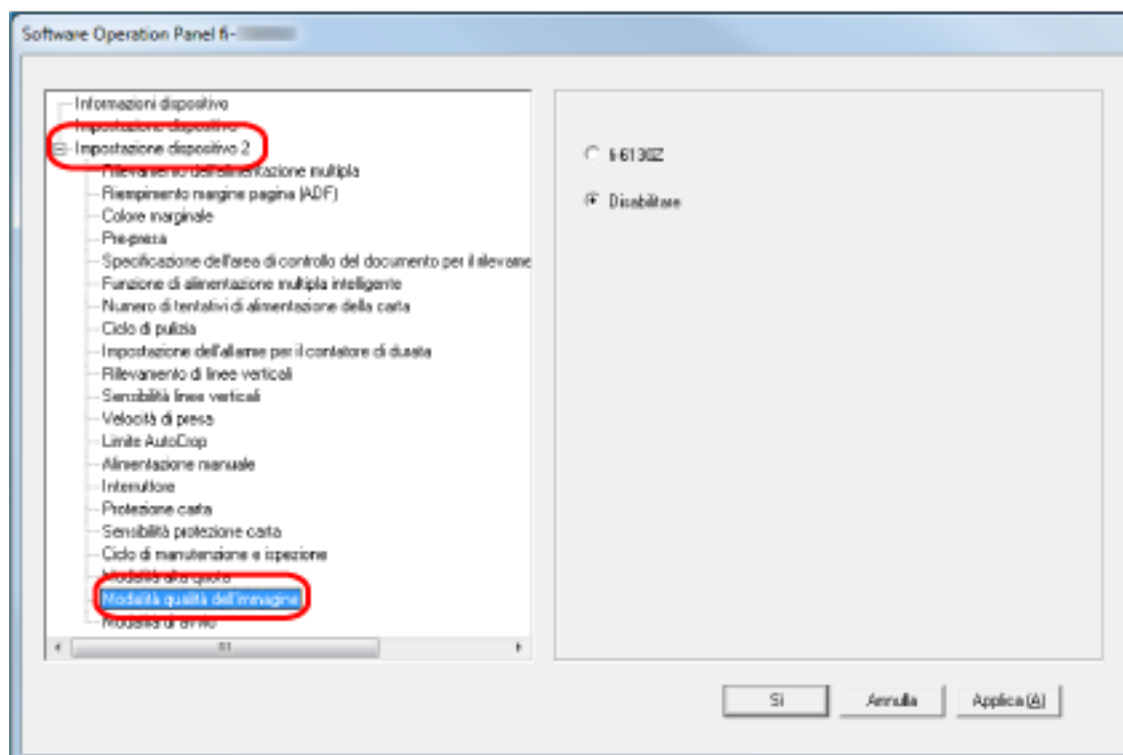 Software Operation Panel fi-
Informazioni dispositivo
Impostazione dispositivo
Impostazione dispositivo 2
Rilevamento dell'alimentazione multipla
Riempimento margine pagina (ADF)
Colore marginale
Pre-presa
Specificazione dell'area di controllo del documento per il rilevame
Funzione di alimentazione multipla intelligente
Numero di tentativi di alimentazione della carta
Ciclo di pulizia
Impostazione dell'allarme per il contatore di durata
Rilevamento di linee verticali
Sensibilità linee verticali
Velocità di presa
Limite AutoCrop
Alimentazione manuale
Interruttore
Protezione carta
Sensibilità protezione carta
Ciclo di manutenzione e ispezione
Modalità alta quota
Modalità qualità dell'immagine
Modalità di avvio
fi-6130Z
Disabilitare
Sì
Annulla
Applica (A)